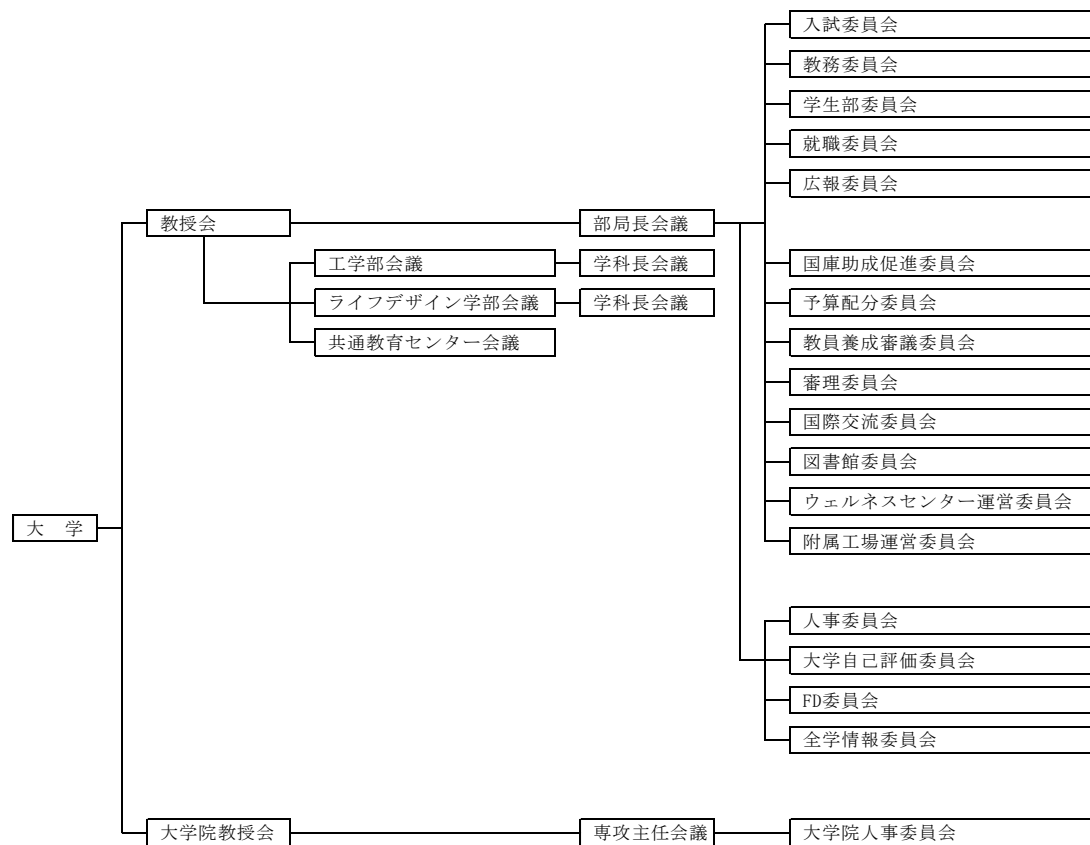 入試委員会
教務委員会
学生部委員会
就職委員会
広報委員会
教授会
部局長会議
工学部会議
学科長会議
国庫助成促進委員会
ライフデザイン学部会議
学科長会議
予算配分委員会
共通教育センター会議
教員養成審議委員会
審理委員会
国際交流委員会
図書館委員会
ウェルネスセンター運営委員会
大　学
附属工場運営委員会
人事委員会
大学自己評価委員会
FD委員会
全学情報委員会
大学院教授会
専攻主任会議
大学院人事委員会